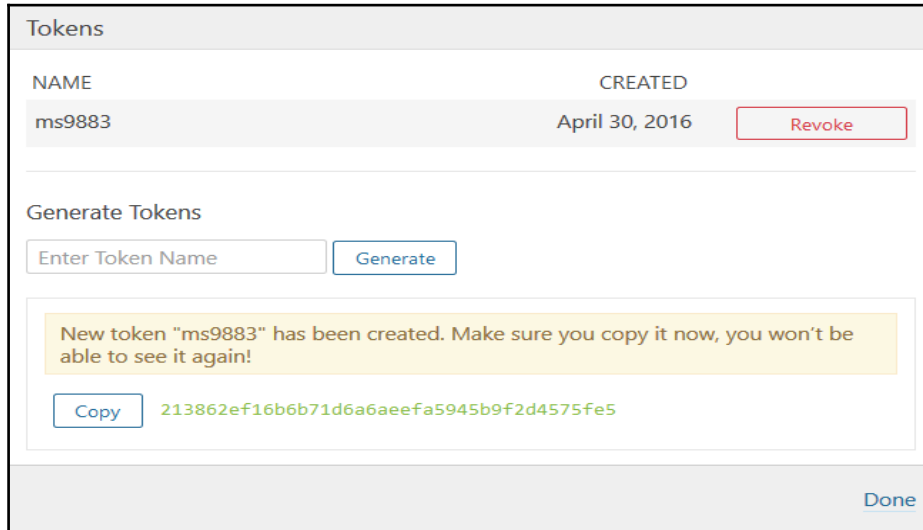 Tokens
NAME CREATED
ms9883 April 30, 2016 Revoke
Generate Tokens
Enter Token Name Generate
New token "ms9883" has been created. Make sure you copy it now, you won't be
able to see it again!
Copy 213862ef16b6b71d6a6aeefa5945b9f2d4575fe5
Done